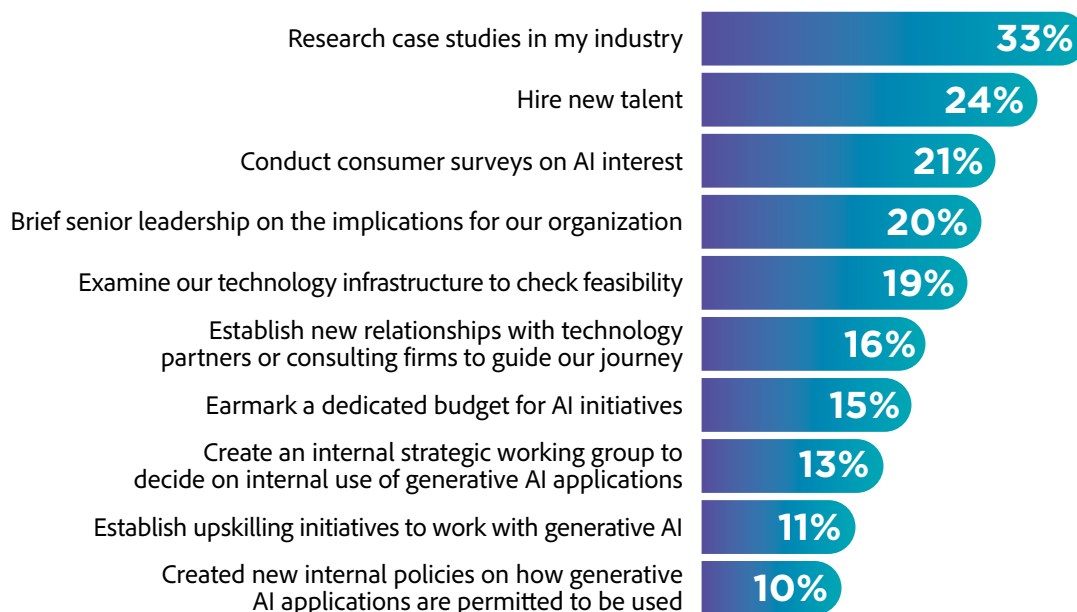 Research case studies in my industry 33%
Hire new talent 24%
Conduct consumer surveys on AI interest 21%
Brief senior leadership on the implications for our organization 20%
Examine our technology infrastructure to check feasibility 19%
Establish new relationships with technology
partners or consulting firms to guide our journey 16%
Earmark a dedicated budget for AI initiatives 15%
Create an internal strategic working group to
decide on internal use of generative AI applications 13%
Establish upskilling initiatives to work with generative AI 11%
Created new internal policies on how generative
AI applications are permitted to be used 10%